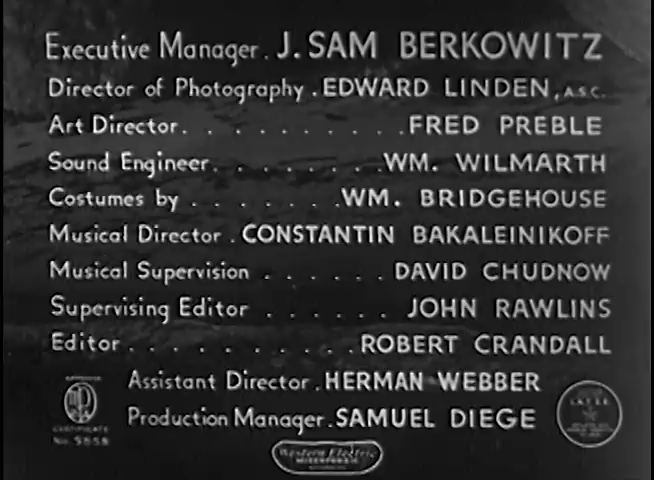 Executive Manager. J. SAM BERKOWITZ
Director of Photography .EDWARD LINDEN, A.S.C.
Art Director. . . . . . . . . .FRED PREBLE
Sound Engineer. . . . . . . .WM. WILMARTH
Costumes by . . . . . . .WM. BRIDGEHOUSE
Musical Director . CONSTANTIN BAKALEINIKOFF
Musical Supervision . . . . . . DAVID CHUDNOW
Supervising Editor . . . . . . JOHN RAWLINS
Editor. . . . . . . . . . .ROBERT CRANDALL
Assistant Director .HERMAN WEBBER
Production Manager .SAMUEL DIEGE
APPROVED
CERTIFICATE
No. 5858
Western Electric
I.A.T.S.E.